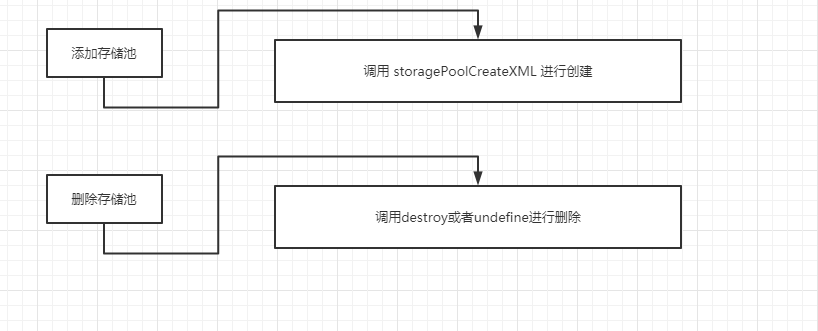 添加存储池
调用 storagePoolCreateXML 进行创建
删除存储池
调用destroy或者undefine进行删除